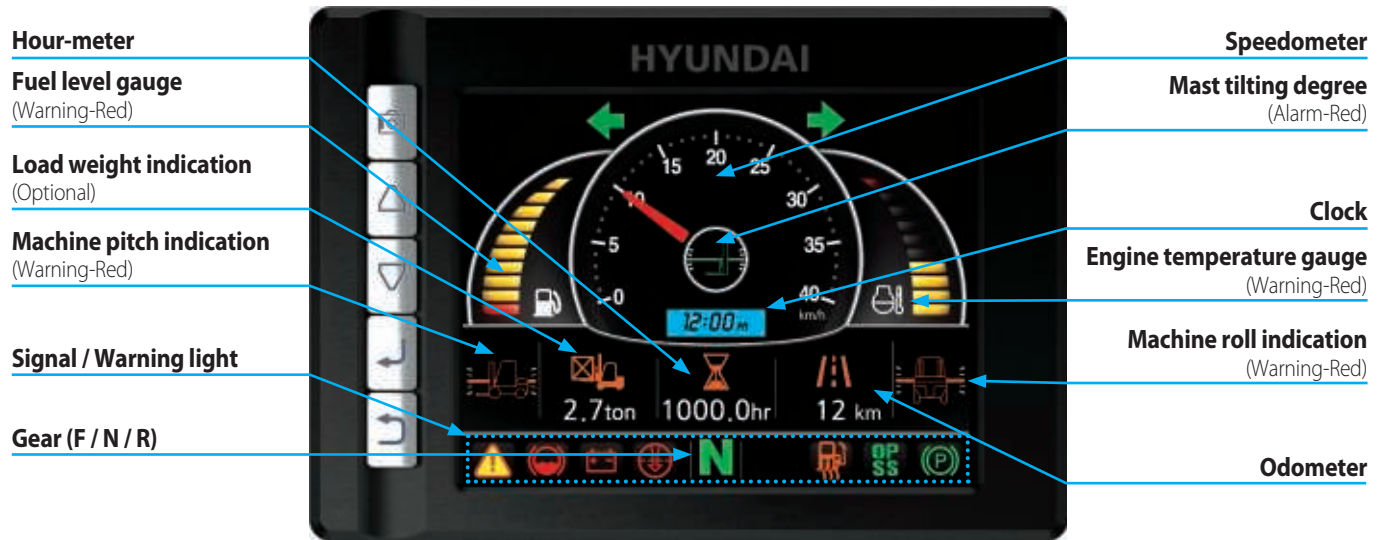 Hour-meter
Fuel level gauge
(Warning-Red)
Load weight indication
(Optional)
Machine pitch indication
(Warning-Red)
Signal / Warning light
Gear (F / N / R)
HYUNDAI
0
5
10
15
20
25
30
35
40
km/h
12:00
2.7ton
1000.0hr
12 km
N
OP
SS
P
Speedometer
Mast tilting degree
(Alarm-Red)
Clock
Engine temperature gauge
(Warning-Red)
Machine roll indication
(Warning-Red)
Odometer